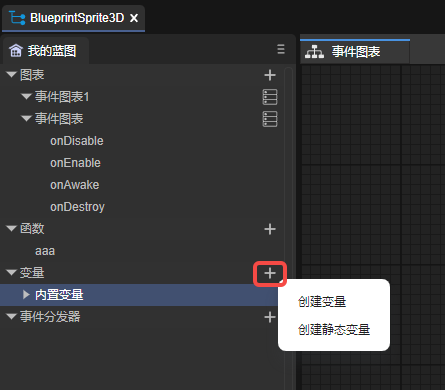 BlueprintSprite3D
我的蓝图
事件图表
图表
事件图表1
事件图表
onDisable
onEnable
onAwake
onDestroy
函数
aaa
变量
内置变量
事件分发器
创建变量
创建静态变量